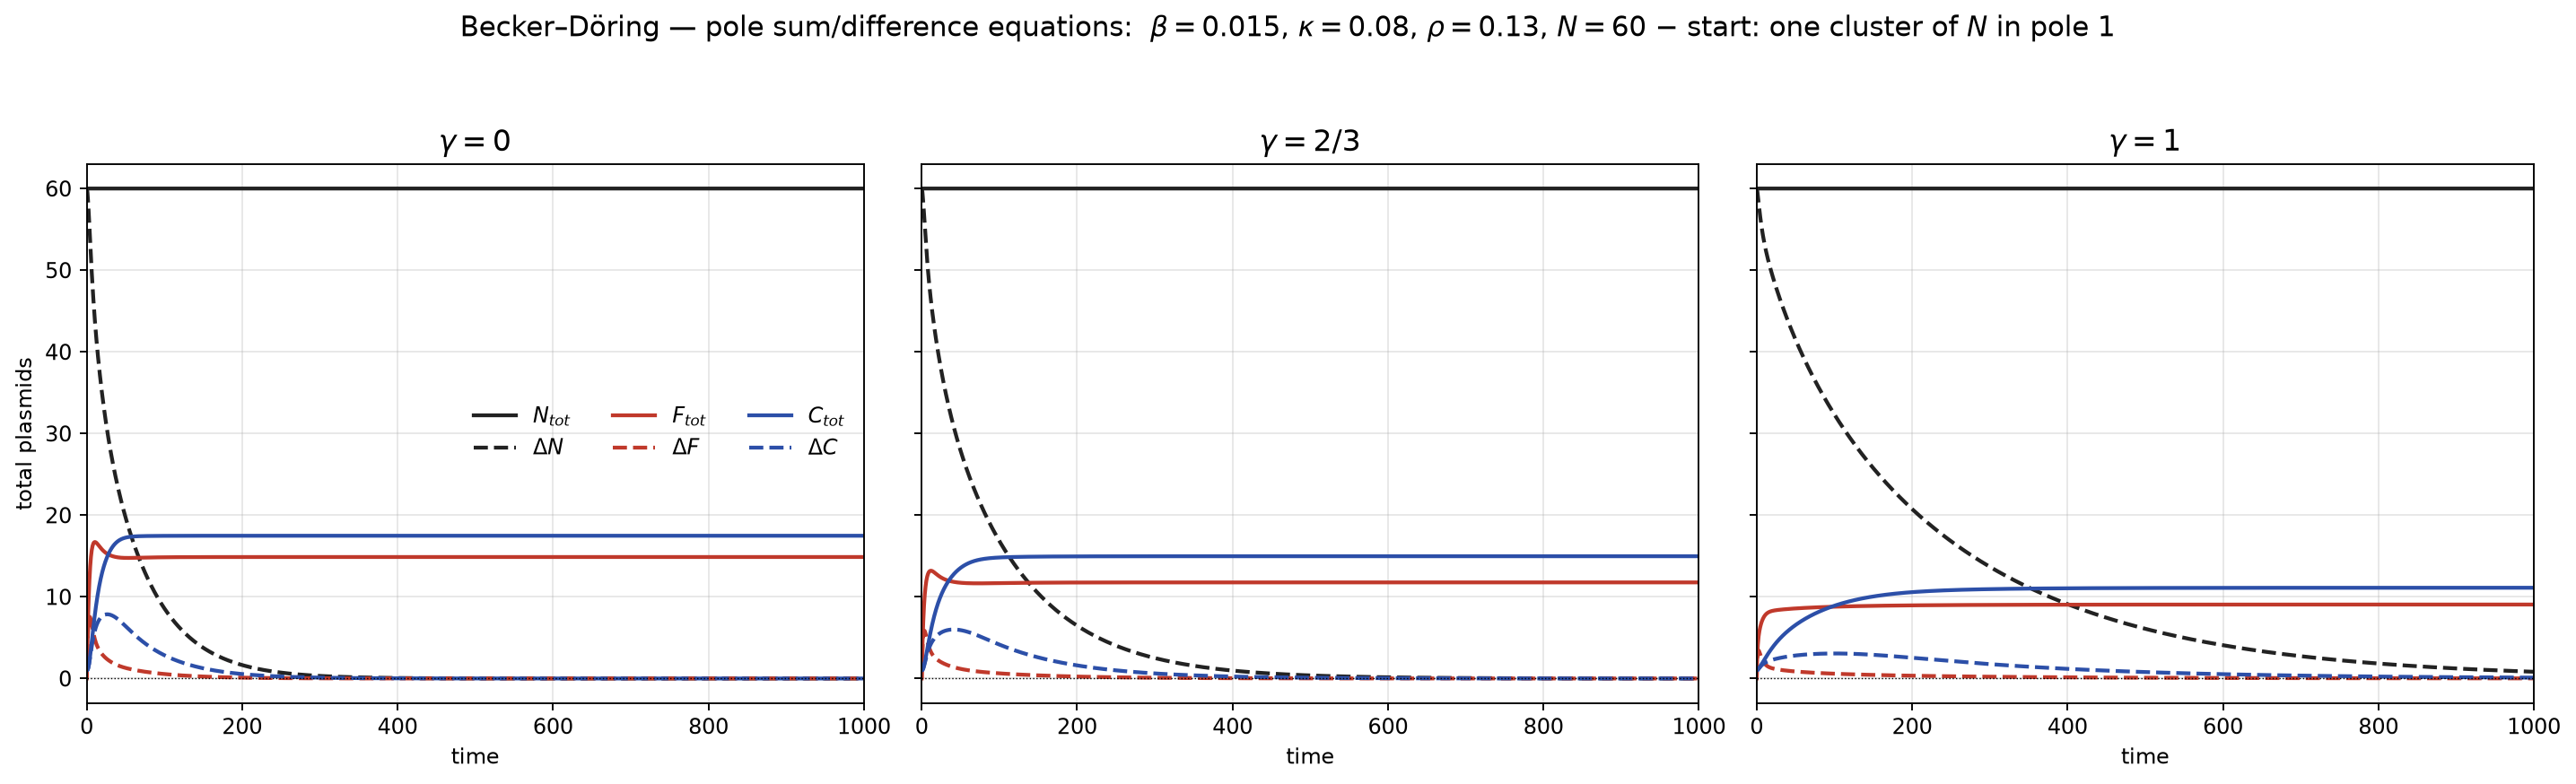 Becker–Döring — pole sum/difference equations: β = 0.015, κ = 0.08, ρ = 0.13, N = 60 − start: one cluster of N in pole 1
γ = 0
γ = 2/3
γ = 1
total plasmids
60
50
40
30
20
10
0
N_tot F_tot C_tot
ΔN ΔF ΔC
0 200 400 600 800 1000
0 200 400 600 800 1000
0 200 400 600 800 1000
time
time
time